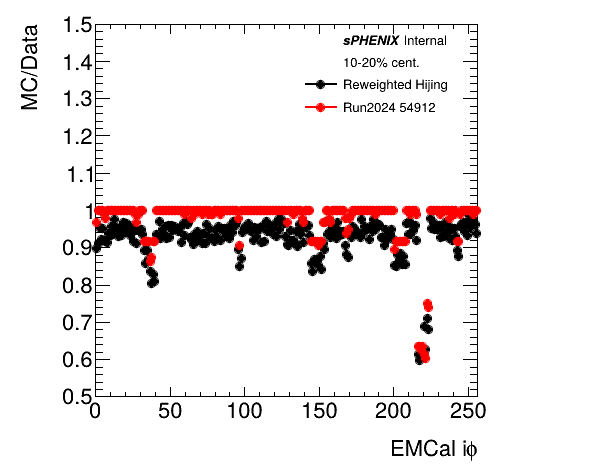 1.5
sPHENIX Internal
10-20% cent.
Reweighted Hijing
Run2024 54912
MC/Data
1.4
1.3
1.2
1.1
1
0.9
0.8
0.7
0.6
0.5
0 50 100 150 200 250
EMCal iϕ